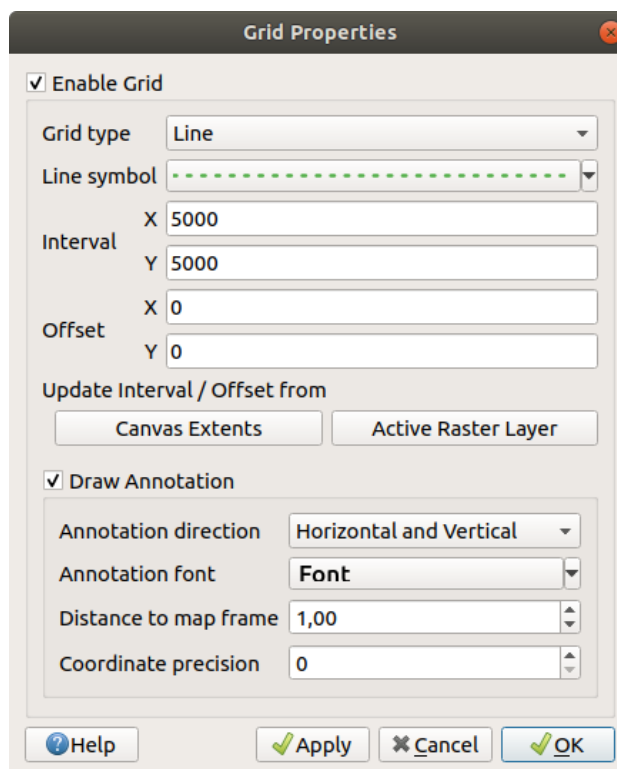 Grid Properties
Enable Grid
Grid type Line
Line symbol
Interval
X 5000
Y 5000
Offset
X 0
Y 0
Update Interval / Offset from
Canvas Extents Active Raster Layer
Draw Annotation
Annotation direction Horizontal and Vertical
Annotation font Font
Distance to map frame 1,00
Coordinate precision 0
Help Apply Cancel OK